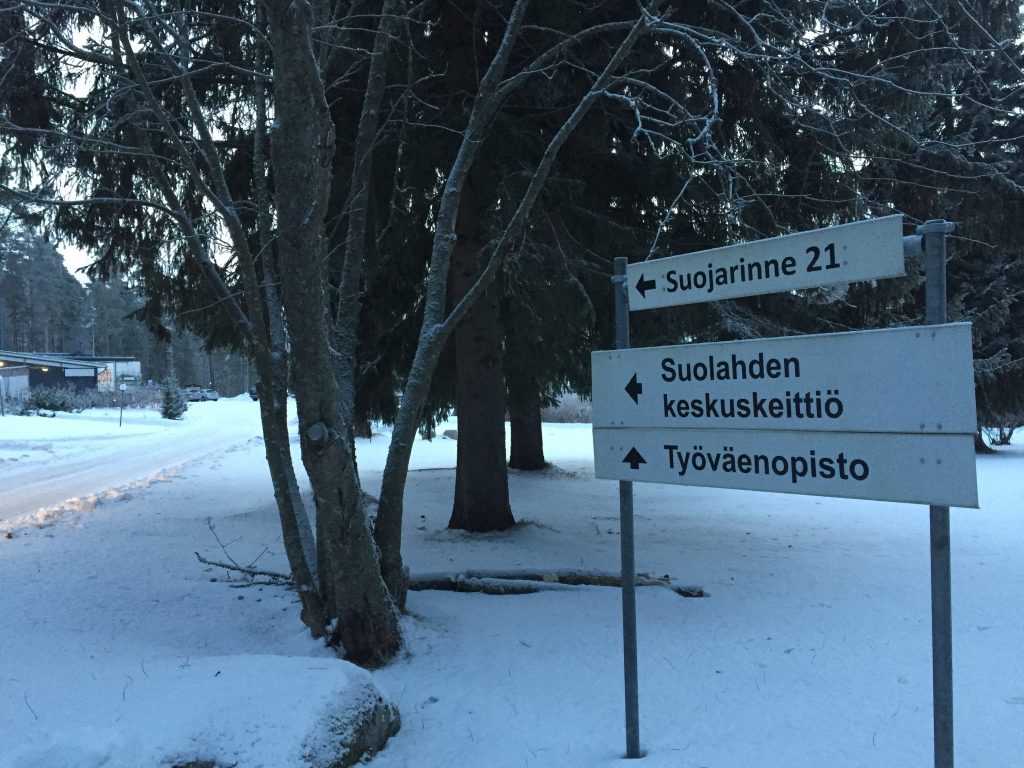 Suojarinne 21
Suolahden
keskuskeittiö
Työväenopisto